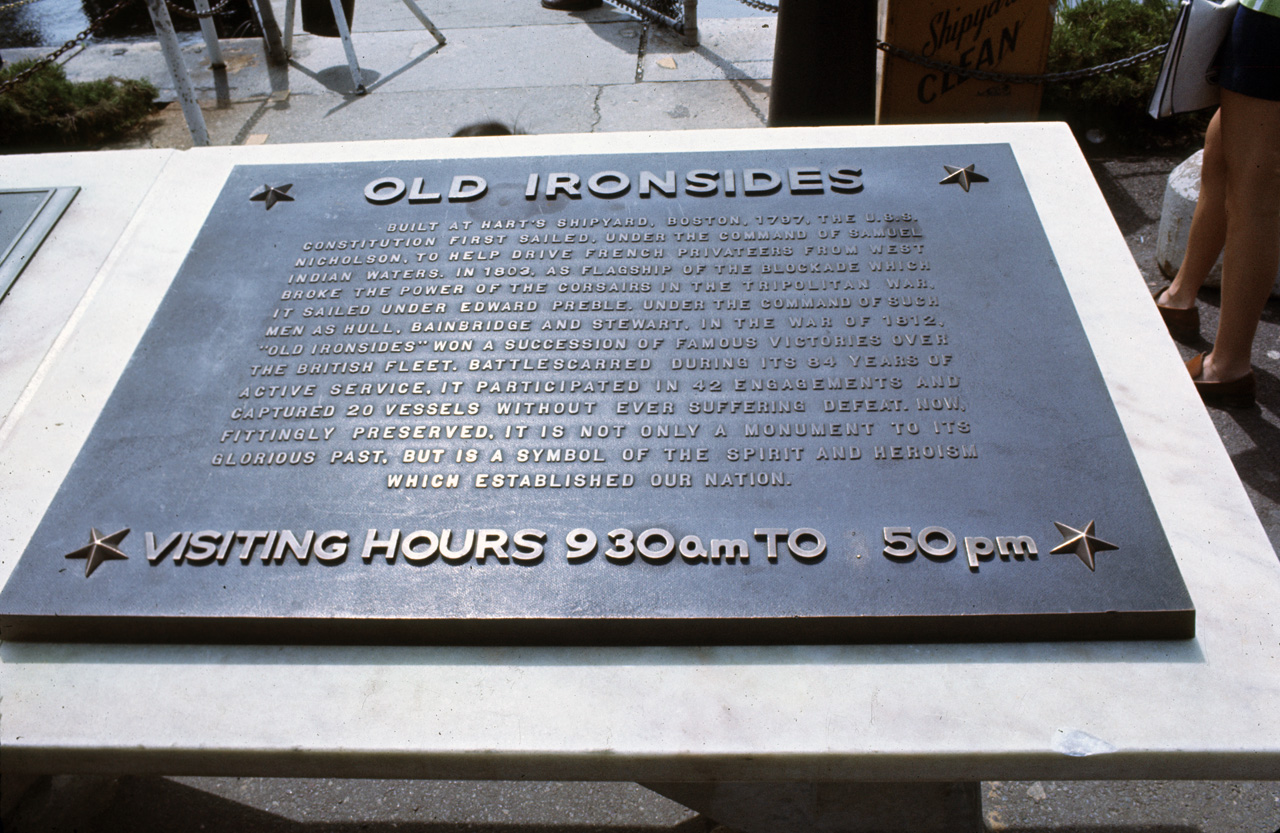 Shipyard
CLEAN
OLD IRONSIDES
BUILT AT HART'S SHIPYARD, BOSTON, 1797, THE U.S.S.
CONSTITUTION FIRST SAILED, UNDER THE COMMAND OF SAMUEL
NICHOLSON, TO HELP DRIVE FRENCH PRIVATEERS FROM WEST
INDIAN WATERS. IN 1803, AS FLAGSHIP OF THE BLOCKADE WHICH
BROKE THE POWER OF THE CORSAIRS IN THE TRIPOLITAN WAR,
IT SAILED UNDER EDWARD PREBLE. UNDER THE COMMAND OF SUCH
MEN AS HULL, BAINBRIDGE AND STEWART, IN THE WAR OF 1812,
"OLD IRONSIDES" WON A SUCCESSION OF FAMOUS VICTORIES OVER
THE BRITISH FLEET. BATTLESCARRED DURING ITS 84 YEARS OF
ACTIVE SERVICE, IT PARTICIPATED IN 42 ENGAGEMENTS AND
CAPTURED 20 VESSELS WITHOUT EVER SUFFERING DEFEAT. NOW,
FITTINGLY PRESERVED, IT IS NOT ONLY A MONUMENT TO ITS
GLORIOUS PAST, BUT IS A SYMBOL OF THE SPIRIT AND HEROISM
WHICH ESTABLISHED OUR NATION.
VISITING HOURS 9 30am TO 50pm